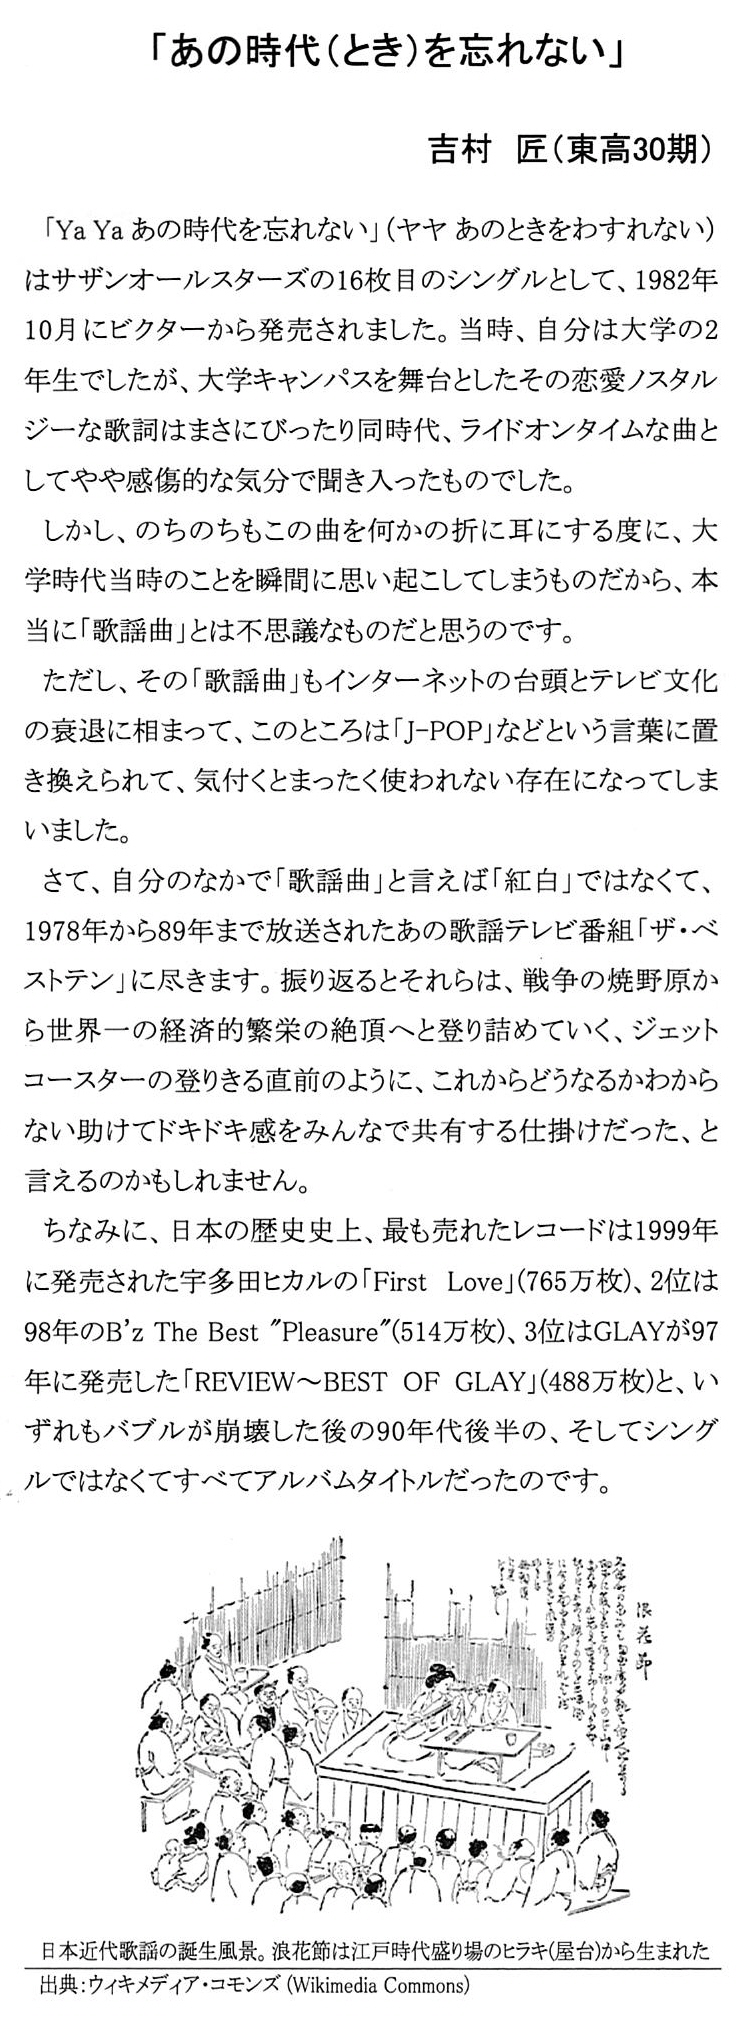 「あの時代（とき）を忘れない」
吉村　匠（東高30期）
「Ya Ya あの時代を忘れない」（ヤヤ あのときをわすれない）
はサザンオールスターズの16枚目のシングルとして、1982年
10月にビクターから発売されました。当時、自分は大学の2
年生でしたが、大学キャンパスを舞台としたその恋愛ノスタル
ジーな歌詞はまさにぴったり同時代、ライドオンタイムな曲と
してやや感傷的な気分で聞き入ったものでした。
しかし、のちのちもこの曲を何かの折に耳にする度に、大
学時代当時のことを瞬間に思い起こしてしまうものだから、本
当に「歌謡曲」とは不思議なものだと思うのです。
ただし、その「歌謡曲」もインターネットの台頭とテレビ文化
の衰退に相まって、このところは「J-POP」などという言葉に置
き換えられて、気付くとまったく使われない存在になってしま
いました。
さて、自分のなかで「歌謡曲」と言えば「紅白」ではなくて、
1978年から89年まで放送されたあの歌謡テレビ番組「ザ・ベ
ストテン」に尽きます。振り返るとそれらは、戦争の焼野原か
ら世界一の経済的繁栄の絶頂へと登り詰めていく、ジェット
コースターの登りきる直前のように、これからどうなるかわから
ない助けてドキドキ感をみんなで共有する仕掛けだった、と
言えるのかもしれません。
ちなみに、日本の歴史史上、最も売れたレコードは1999年
に発売された宇多田ヒカルの「First Love」（765万枚）、2位は
98年のB'z The Best "Pleasure"（514万枚）、3位はGLAYが97
年に発売した「REVIEW～BEST OF GLAY」（488万枚）と、い
ずれもバブルが崩壊した後の90年代後半の、そしてシング
ルではなくてすべてアルバムタイトルだったのです。
浪花節
日本近代歌謡の誕生風景。浪花節は江戸時代盛り場のヒラキ（屋台）から生まれた
出典：ウィキメディア・コモンズ (Wikimedia Commons)